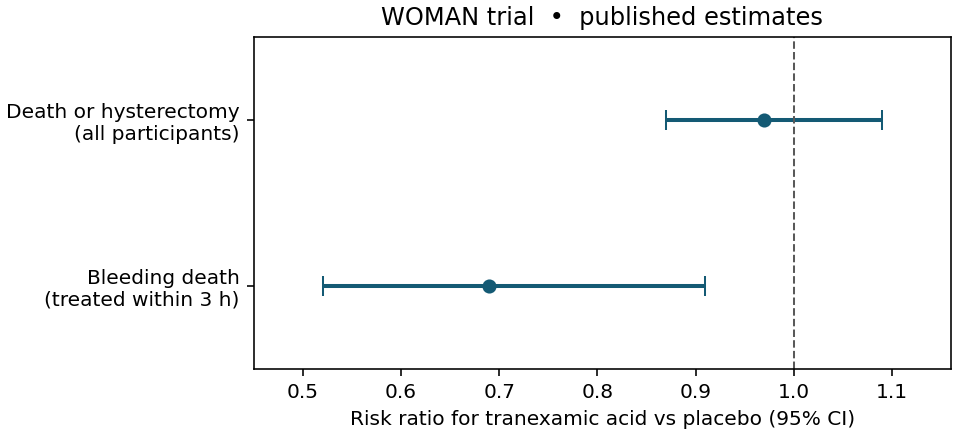 WOMAN trial • published estimates
Death or hysterectomy
(all participants)
Bleeding death
(treated within 3 h)
0.5 0.6 0.7 0.8 0.9 1.0 1.1
Risk ratio for tranexamic acid vs placebo (95% CI)